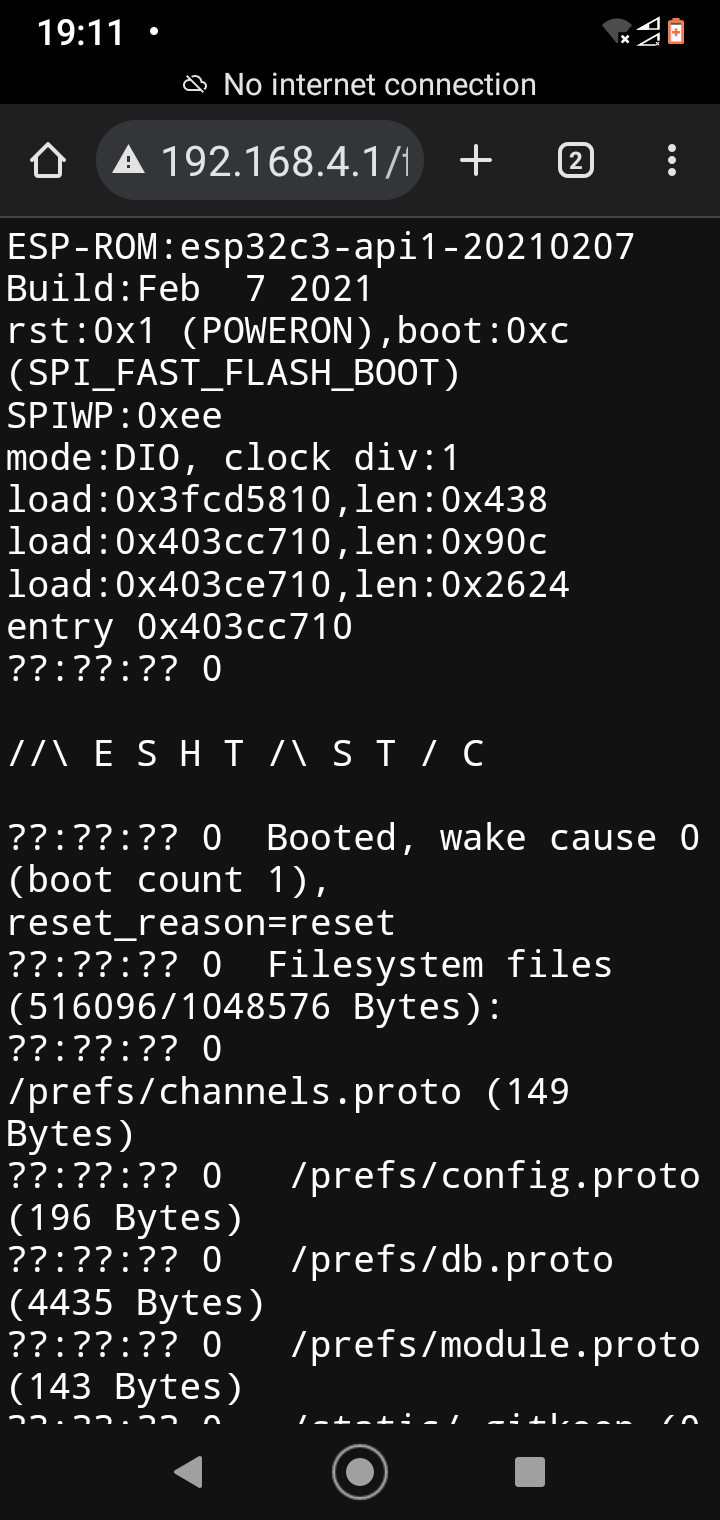 19:11
No internet connection
192.168.4.1/
2
ESP-ROM:esp32c3-api1-20210207
Build:Feb  7 2021
rst:0x1 (POWERON),boot:0xc
(SPI_FAST_FLASH_BOOT)
SPIWP:0xee
mode:DIO, clock div:1
load:0x3fcd5810,len:0x438
load:0x403cc710,len:0x90c
load:0x403ce710,len:0x2624
entry 0x403cc710
??:??:?? 0
//\ E S H T /\ S T / C
??:??:?? 0  Booted, wake cause 0
(boot count 1),
reset_reason=reset
??:??:?? 0  Filesystem files
(516096/1048576 Bytes):
??:??:?? 0
/prefs/channels.proto (149
Bytes)
??:??:?? 0   /prefs/config.proto
(196 Bytes)
??:??:?? 0   /prefs/db.proto
(4435 Bytes)
??:??:?? 0   /prefs/module.proto
(143 Bytes)
??:??:?? 0   /static/.gitkeep (0